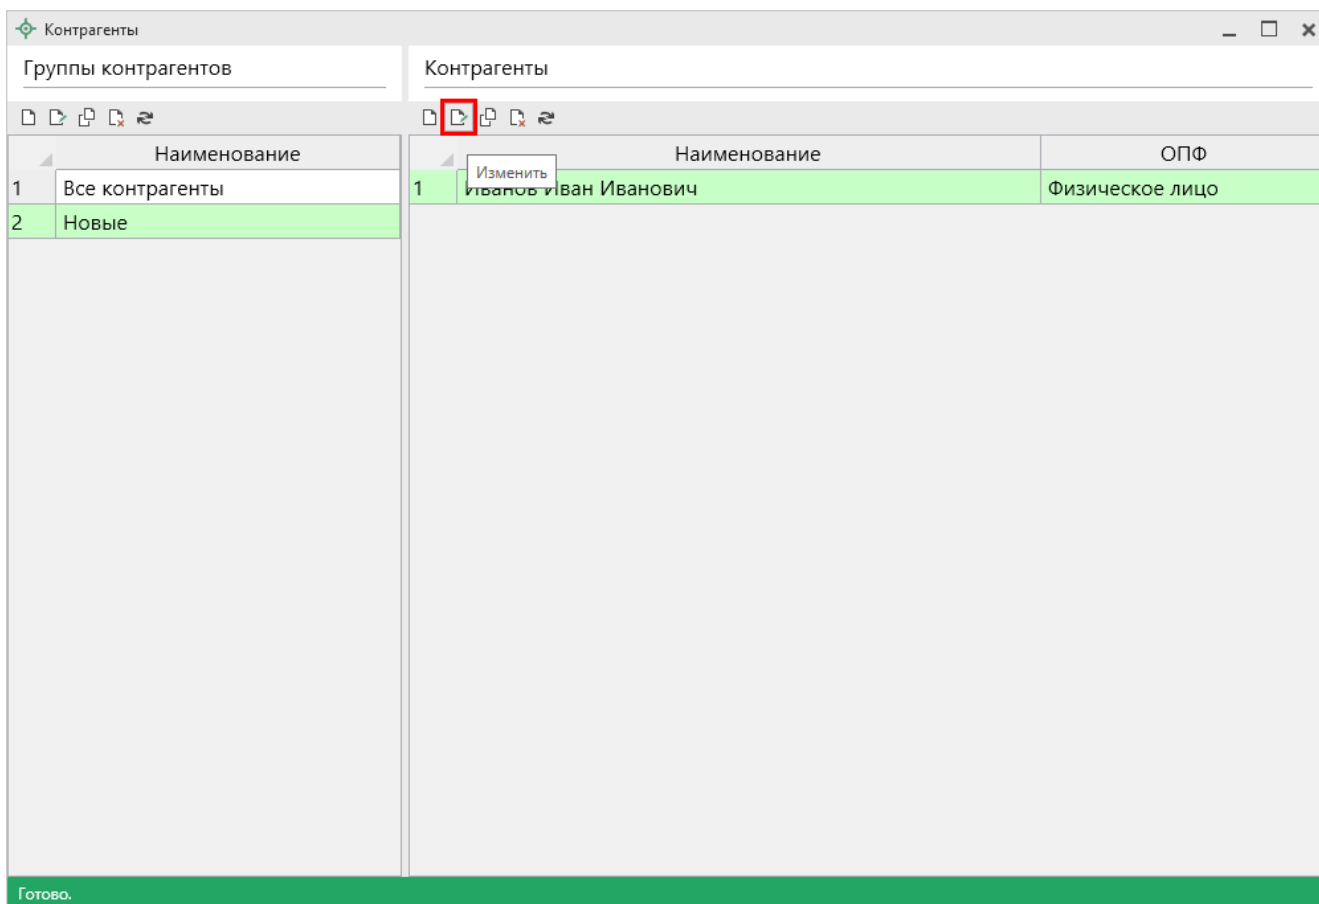 Контрагенты
Группы контрагентов
Контрагенты
Наименование
1 Все контрагенты
2 Новые
Наименование ОПФ
Изменить
1 Иванов Иван Иванович Физическое лицо
Готово.